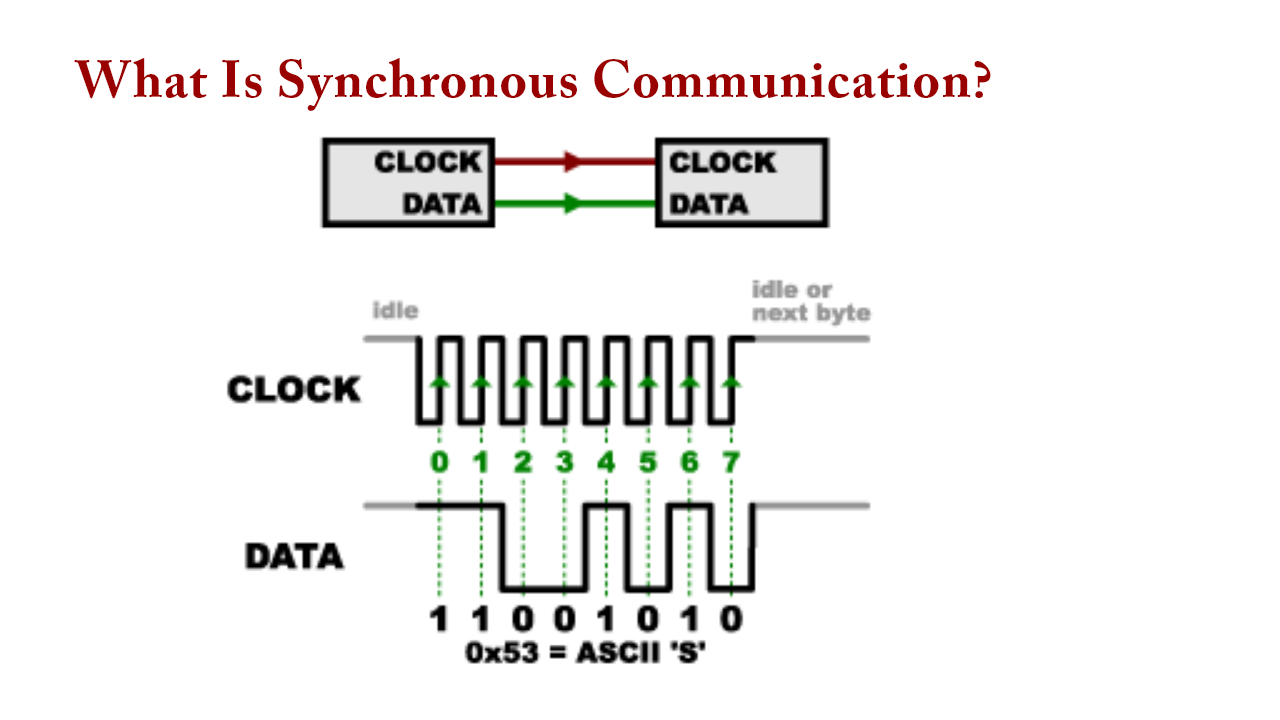 What Is Synchronous Communication?
CLOCK CLOCK
DATA DATA
idle
idle or
next byte
CLOCK
0 1 2 3 4 5 6 7
DATA
1 1 0 0 1 0 1 0
0x53 = ASCII 'S'